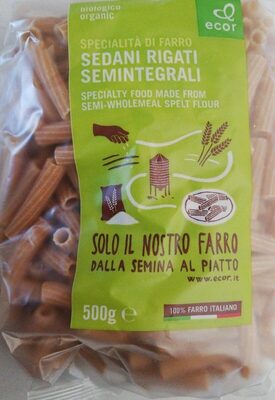 biologico
organic
ecor
SPECIALITÀ DI FARRO
SEDANI RIGATI
SEMINTEGRALI
SPECIALTY FOOD MADE FROM
SEMI-WHOLEMEAL SPELT FLOUR
SOLO IL NOSTRO FARRO
DALLA SEMINA AL PIATTO
www.ecor.it
500g e
100% FARRO ITALIANO